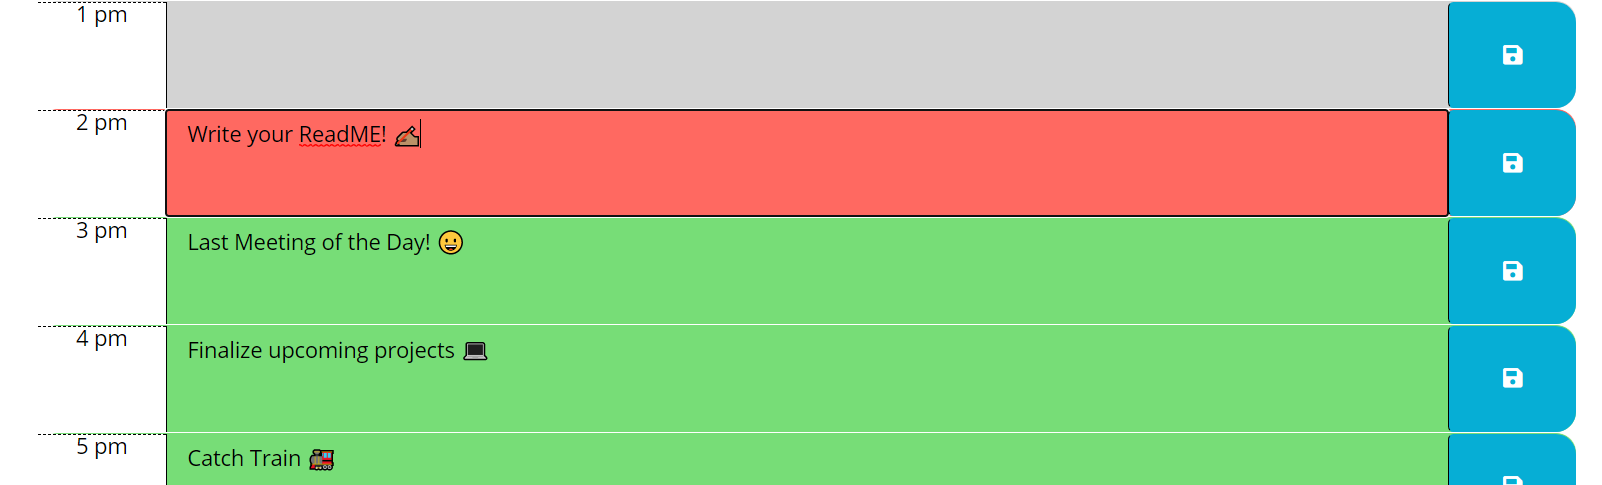 1 pm
2 pm
Write your ReadME! ✍🏽
3 pm
Last Meeting of the Day! 😀
4 pm
Finalize upcoming projects 💻
5 pm
Catch Train 🚂